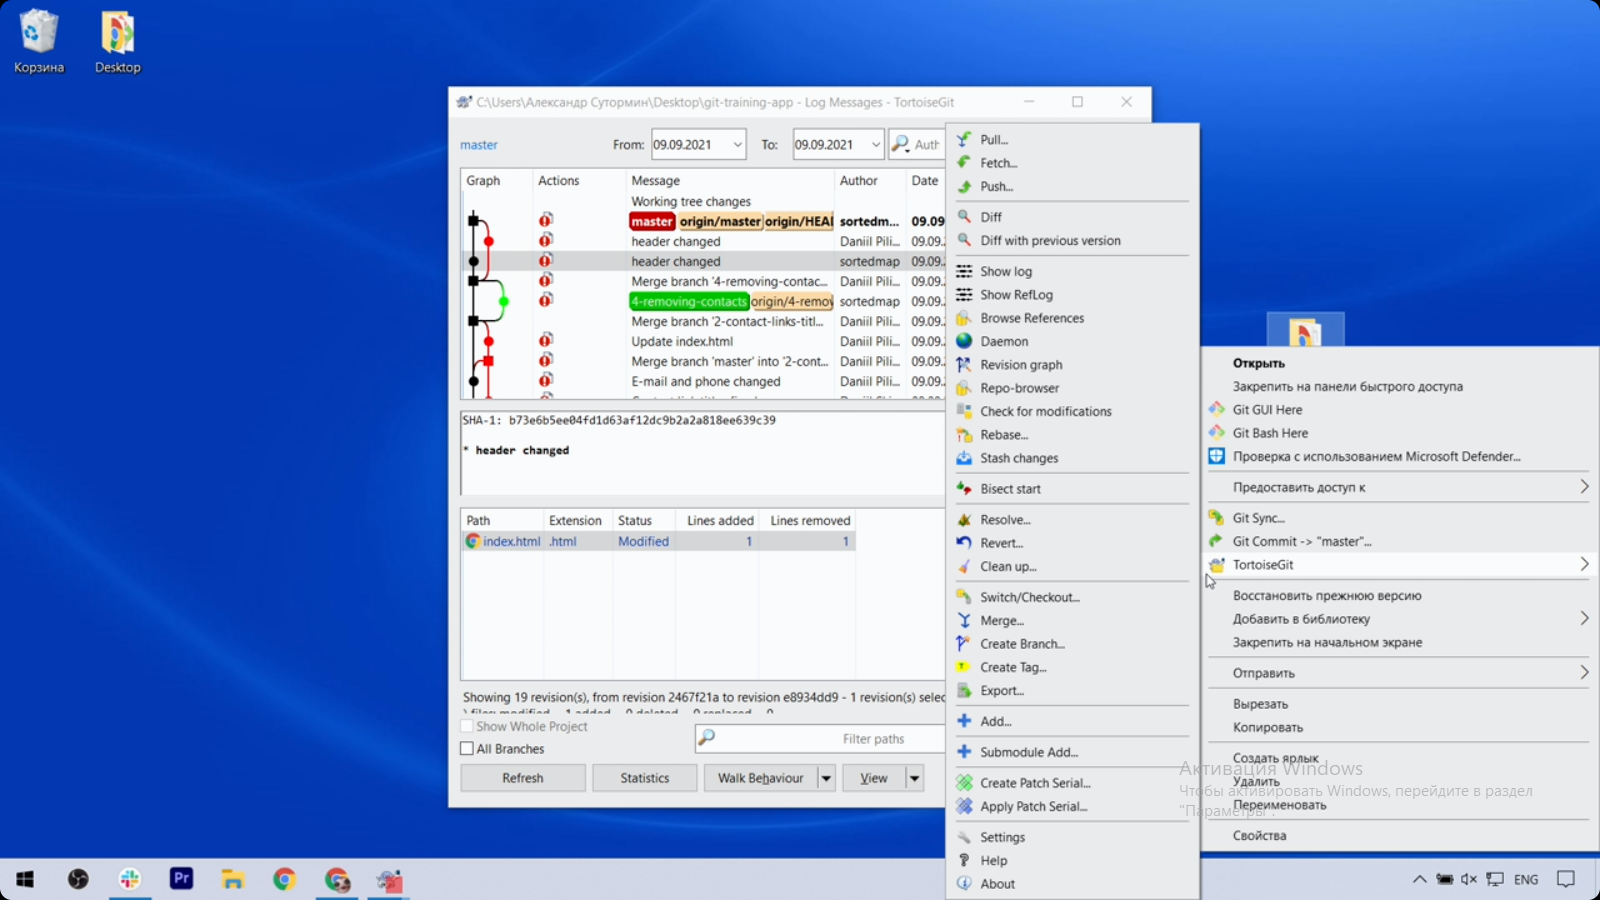 Корзина
Desktop
C:\Users\Александр Сутормин\Desktop\git-training-app - Log Messages - TortoiseGit
master
From: 09.09.2021 To: 09.09.2021 Auth
Graph Actions Message Author Date
Working tree changes
master origin/master origin/HEAD sortedm... 09.09
header changed Daniil Pili... 09.09.
header changed sortedmap 09.09.
Merge branch '4-removing-contac... Daniil Pili... 09.09.
4-removing-contacts origin/4-remov sortedmap 09.09.
Merge branch '2-contact-links-titl... Daniil Pili... 09.09.
Update index.html Daniil Pili... 09.09.
Merge branch 'master' into '2-cont... Daniil Pili... 09.09.
E-mail and phone changed Daniil Pili... 09.09.
SHA-1: b73e6b5ee04fd1d63af12dc9b2a2a818ee639c39
* header changed
Path Extension Status Lines added Lines removed
index.html .html Modified 1 1
Showing 19 revision(s), from revision 2467f21a to revision e8934dd9 - 1 revision(s) selec
Show Whole Project
All Branches
Filter paths
Refresh Statistics Walk Behaviour View
Pull...
Fetch...
Push...
Diff
Diff with previous version
Show log
Show RefLog
Browse References
Daemon
Revision graph
Repo-browser
Check for modifications
Rebase...
Stash changes
Bisect start
Resolve...
Revert...
Clean up...
Switch/Checkout...
Merge...
Create Branch...
Create Tag...
Export...
Add...
Submodule Add...
Create Patch Serial...
Apply Patch Serial...
Settings
Help
About
Открыть
Закрепить на панели быстрого доступа
Git GUI Here
Git Bash Here
Проверка с использованием Microsoft Defender...
Предоставить доступ к
Git Sync...
Git Commit -> "master"...
TortoiseGit
Восстановить прежнюю версию
Добавить в библиотеку
Закрепить на начальном экране
Отправить
Вырезать
Копировать
Создать ярлык
Удалить
Переименовать
Свойства
Активация Windows
Чтобы активировать Windows, перейдите в раздел
"Параметры".
Pr
ENG